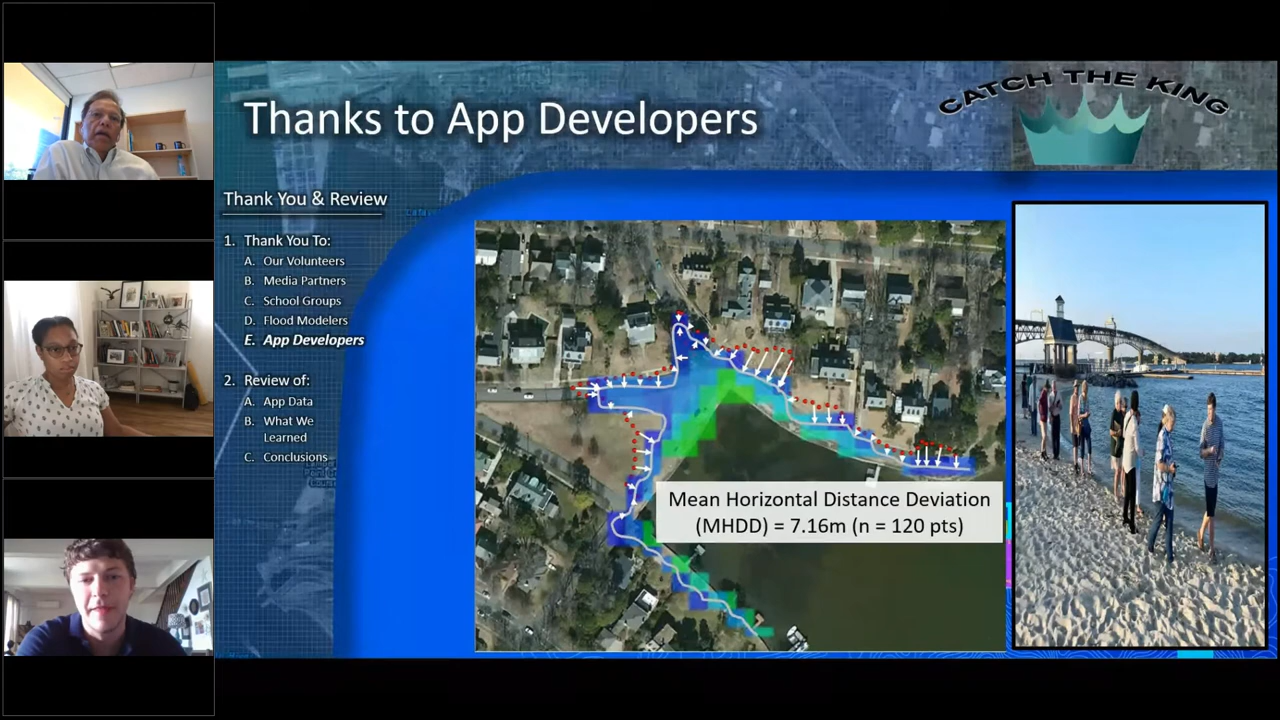 Thanks to App Developers
CATCH THE KING
Thank You & Review
1. Thank You To:
A. Our Volunteers
B. Media Partners
C. School Groups
D. Flood Modelers
E. App Developers
2. Review of:
A. App Data
B. What We
Learned
C. Conclusions
Mean Horizontal Distance Deviation
(MHDD) = 7.16m (n = 120 pts)